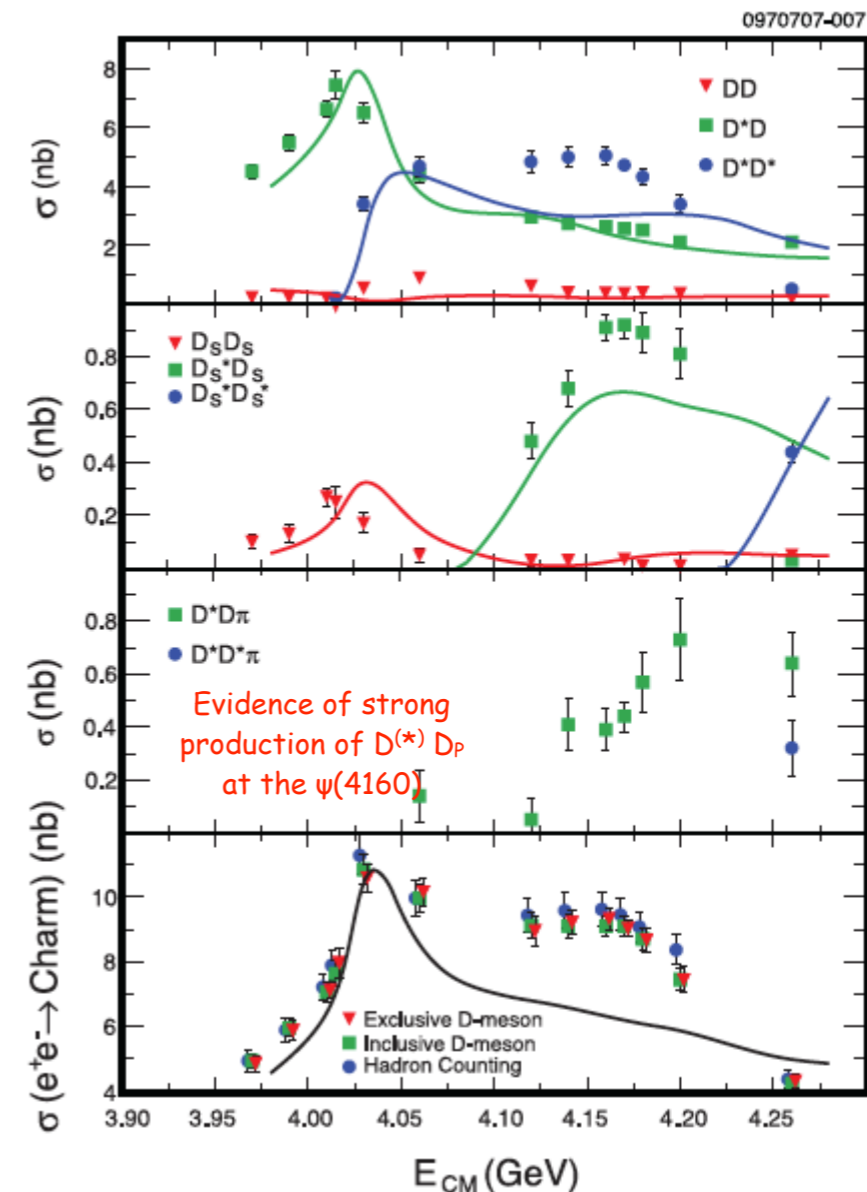 0970707-007
8
6
4
2
σ (nb)
DD
D*D
D*D*
0.8
0.6
0.4
0.2
σ (nb)
DsDs
Ds*Ds
Ds*Ds*
0.8
0.6
0.4
0.2
σ (nb)
D*Dπ
D*D*π
Evidence of strong
production of D(*) DP
at the ψ(4160)
10
8
6
4
σ (e+e-→Charm) (nb)
Exclusive D-meson
Inclusive D-meson
Hadron Counting
3.90 3.95 4.00 4.05 4.10 4.15 4.20 4.25
ECM (GeV)